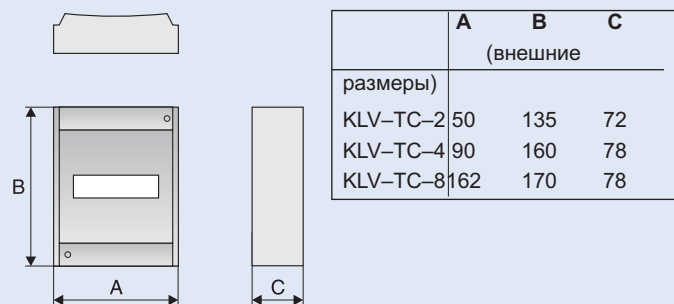 A B C
(внешние
размеры)
KLV–TC–2 50 135 72
KLV–TC–4 90 160 78
KLV–TC–8 162 170 78
B
A
C